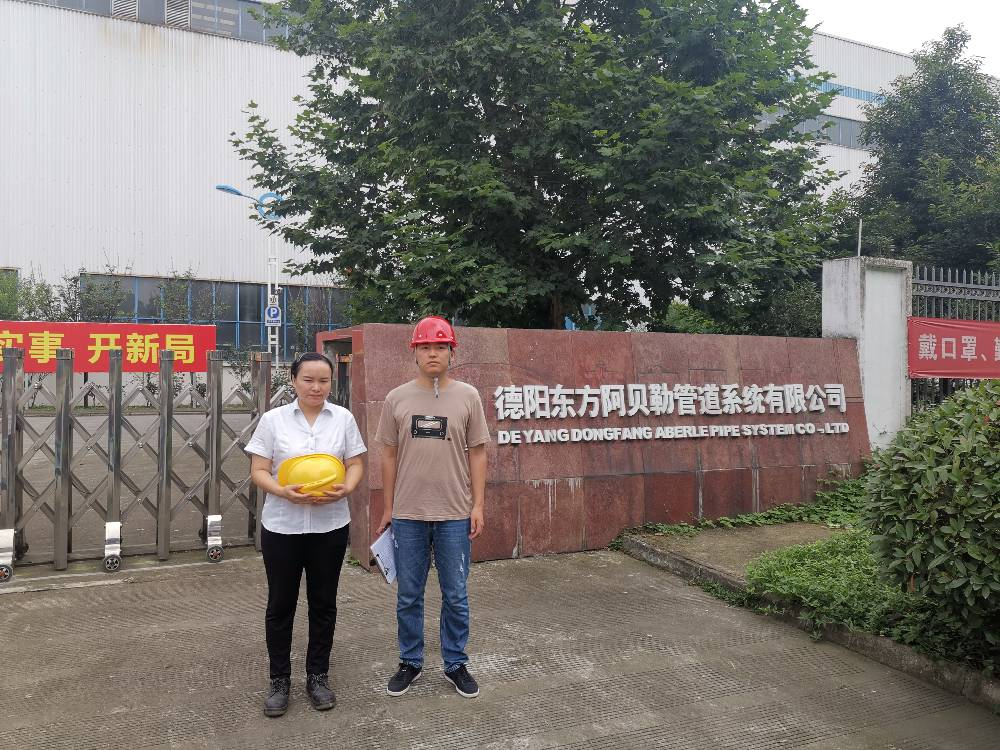 实事 开新局
P
德阳东方阿贝勒管道系统有限公司
DE YANG DONGFANG ABERLE PIPE SYSTEM CO.,LTD
戴口罩、